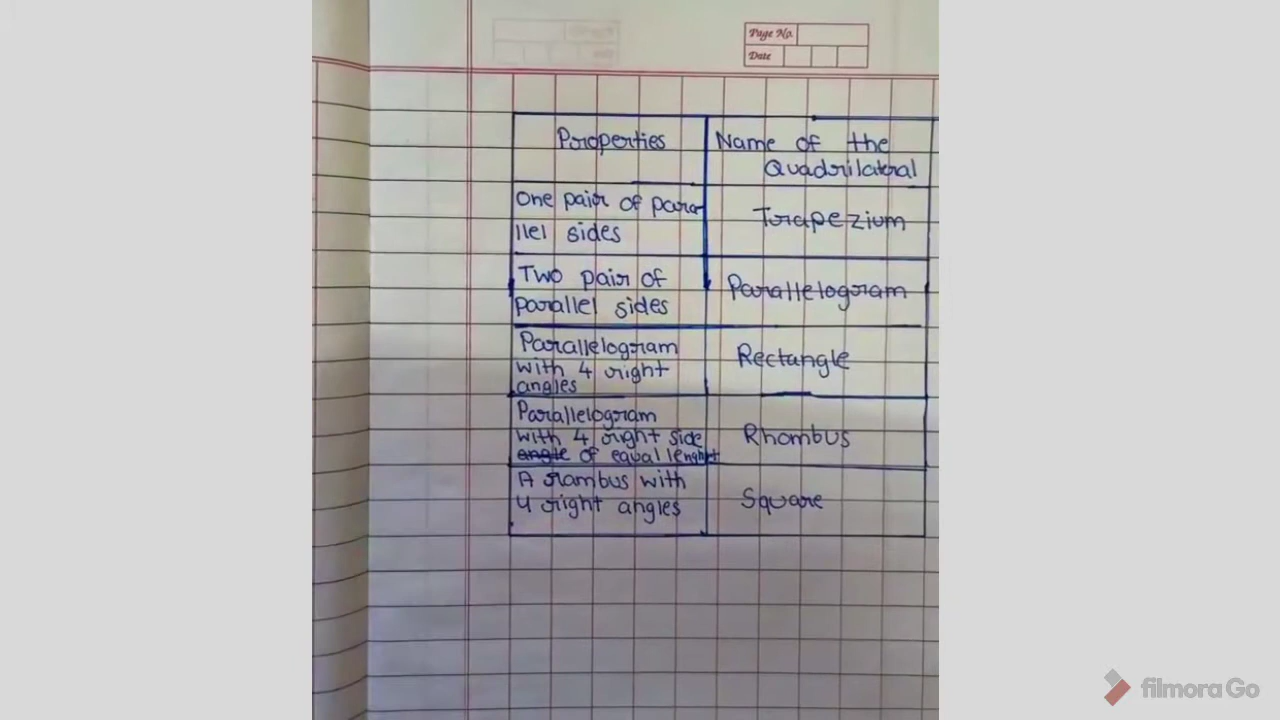 Page No.
Date
Properties
Name of the
Quadrilateral
One pair of para
llel sides
Trapezium
Two pair of
parallel sides
Parallelogram
Parallelogram
with 4 right
angles
Rectangle
Parallelogram
with 4 right side
angle of equal lenght
Rhombus
A rambus with
4 right angles
Square
filmora Go